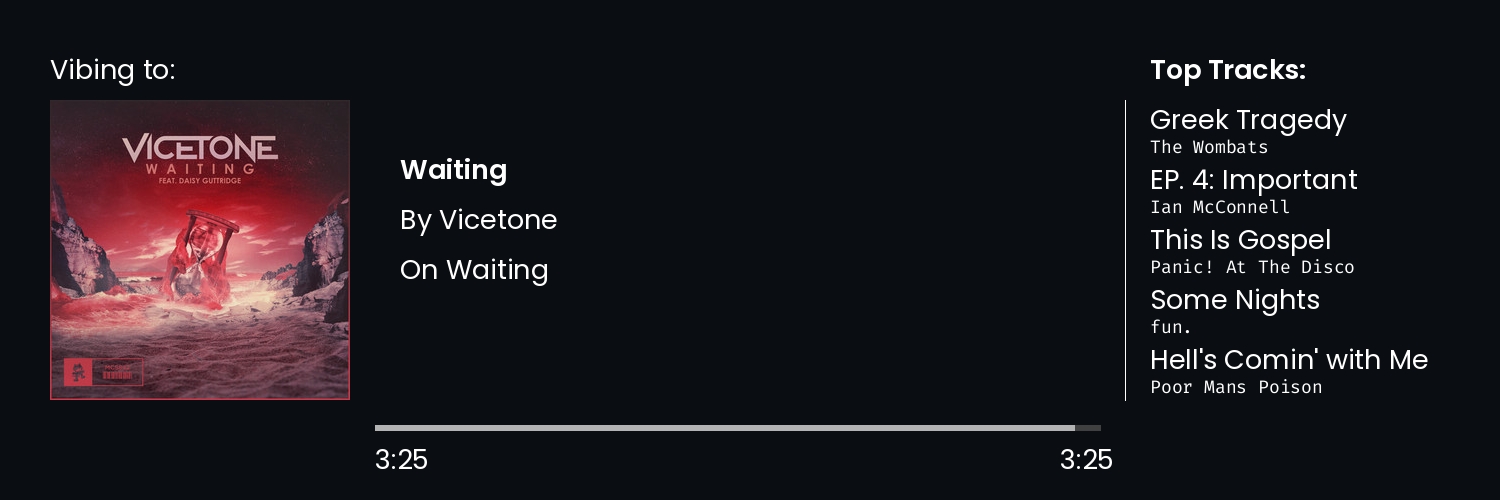 Vibing to:
VICETONE
WAITING
FEAT. DAISY GUTTRIDGE
Waiting
By Vicetone
On Waiting
3:25
3:25
Top Tracks:
Greek Tragedy
The Wombats
EP. 4: Important
Ian McConnell
This Is Gospel
Panic! At The Disco
Some Nights
fun.
Hell's Comin' with Me
Poor Mans Poison